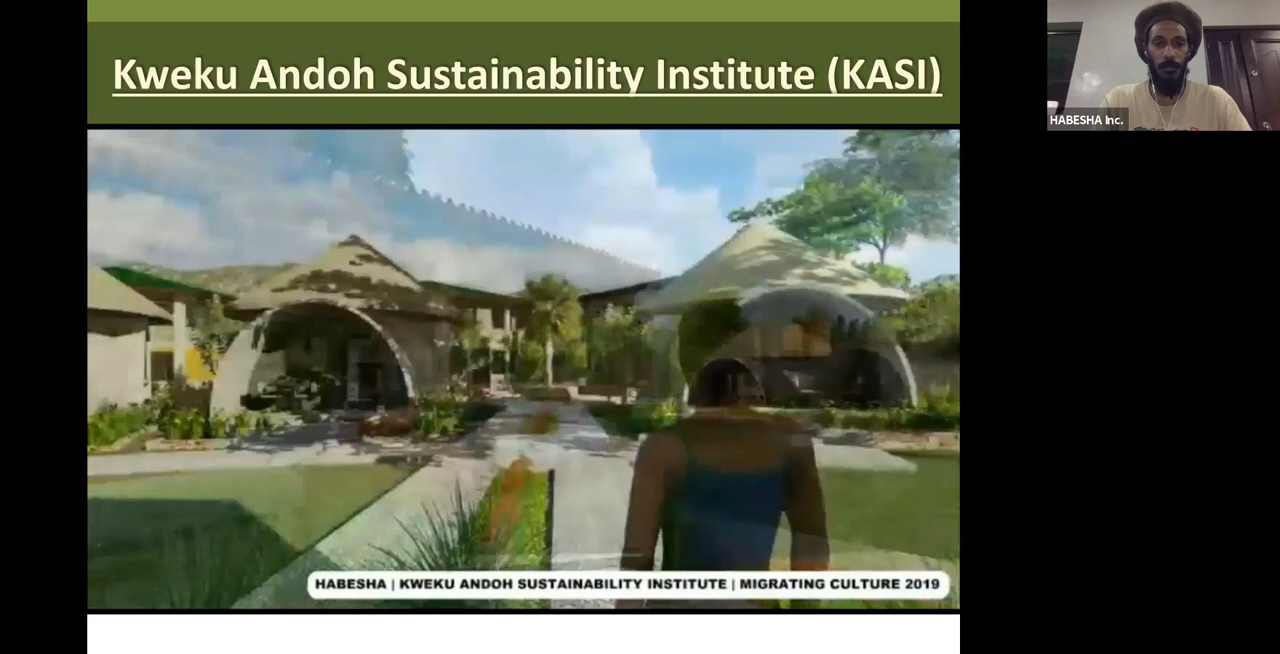 Kweku Andoh Sustainability Institute (KASI)
HABESHA Inc.
HABESHA | KWEKU ANDOH SUSTAINABILITY INSTITUTE | MIGRATING CULTURE 2019